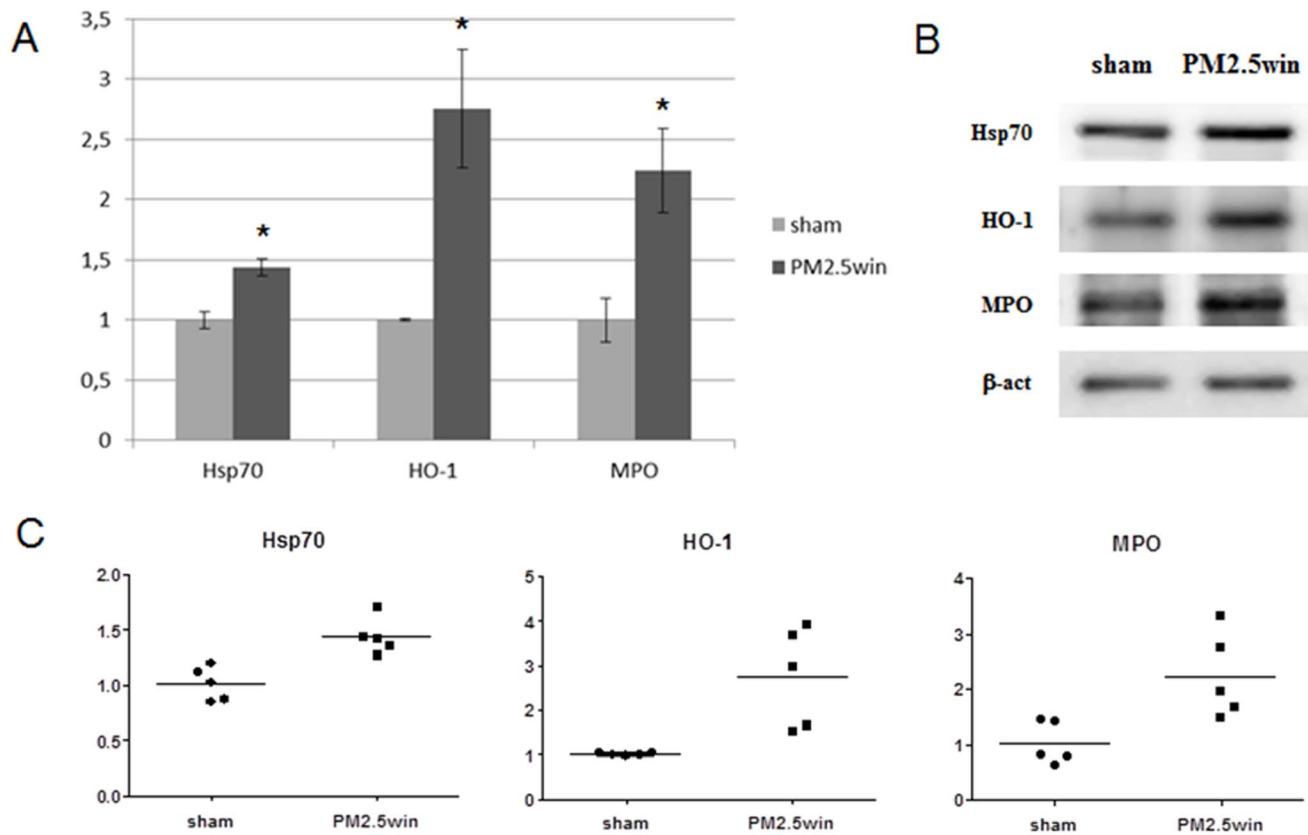 A
3,5
3
2,5
2
1,5
1
0,5
0
* * *
Hsp70 HO-1 MPO
sham
PM2.5win
B
sham PM2.5win
Hsp70
HO-1
MPO
β-act
C
Hsp70
2.0
1.5
1.0
0.5
0.0
sham PM2.5win
HO-1
5
4
3
2
1
0
sham PM2.5win
MPO
4
3
2
1
0
sham PM2.5win